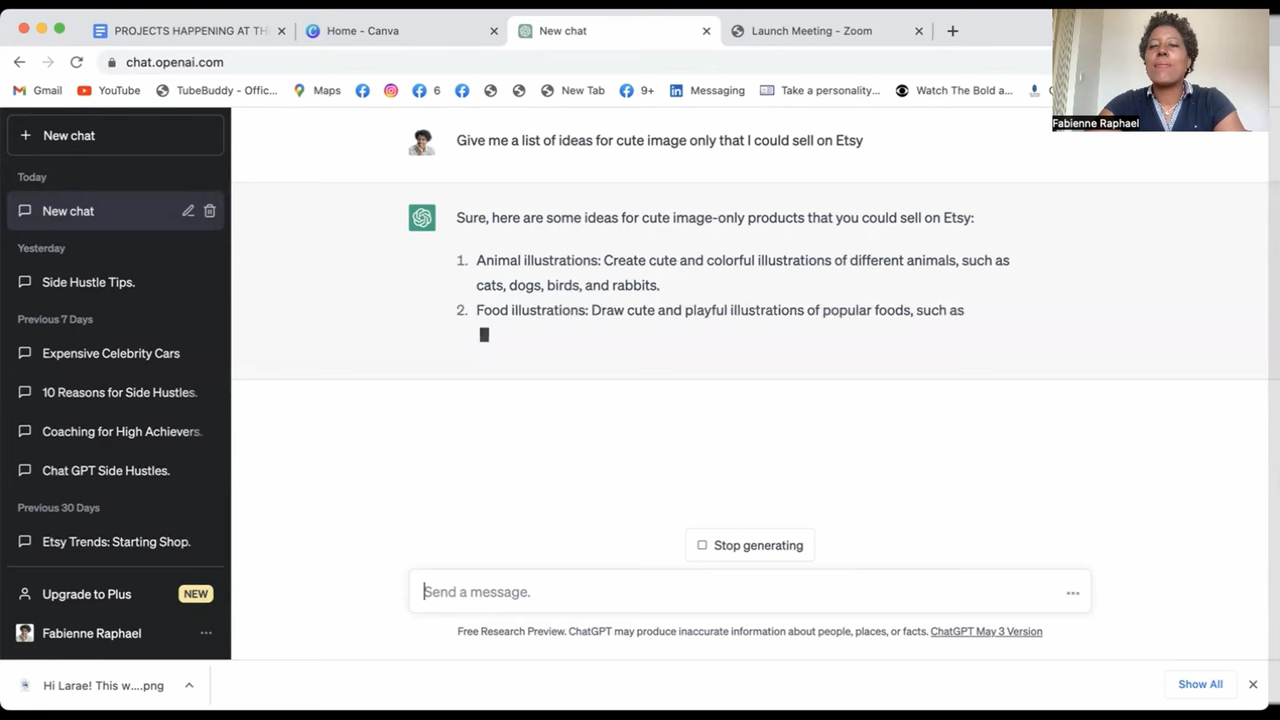 PROJECTS HAPPENING AT TH
Home - Canva
New chat
Launch Meeting - Zoom
chat.openai.com
Gmail
YouTube
TubeBuddy - Offic...
Maps
6
New Tab
9+
Messaging
Take a personality...
Watch The Bold a...
Fabienne Raphael
New chat
Today
New chat
Yesterday
Side Hustle Tips.
Previous 7 Days
Expensive Celebrity Cars
10 Reasons for Side Hustles.
Coaching for High Achievers.
Chat GPT Side Hustles.
Previous 30 Days
Etsy Trends: Starting Shop.
Upgrade to Plus
NEW
Fabienne Raphael
Give me a list of ideas for cute image only that I could sell on Etsy
Sure, here are some ideas for cute image-only products that you could sell on Etsy:
1. Animal illustrations: Create cute and colorful illustrations of different animals, such as
cats, dogs, birds, and rabbits.
2. Food illustrations: Draw cute and playful illustrations of popular foods, such as
Stop generating
Send a message.
Free Research Preview. ChatGPT may produce inaccurate information about people, places, or facts. ChatGPT May 3 Version
Hi Larae! This w....png
Show All